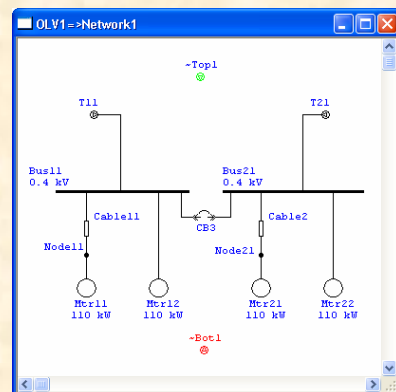 OLV1=>Network1
~Top1
T11
T21
Bus11
0.4 kV
Bus21
0.4 kV
Cable11
CB3
Cable2
Node11
Node21
Mtr11
110 kW
Mtr12
110 kW
Mtr21
110 kW
Mtr22
110 kW
~Bot1